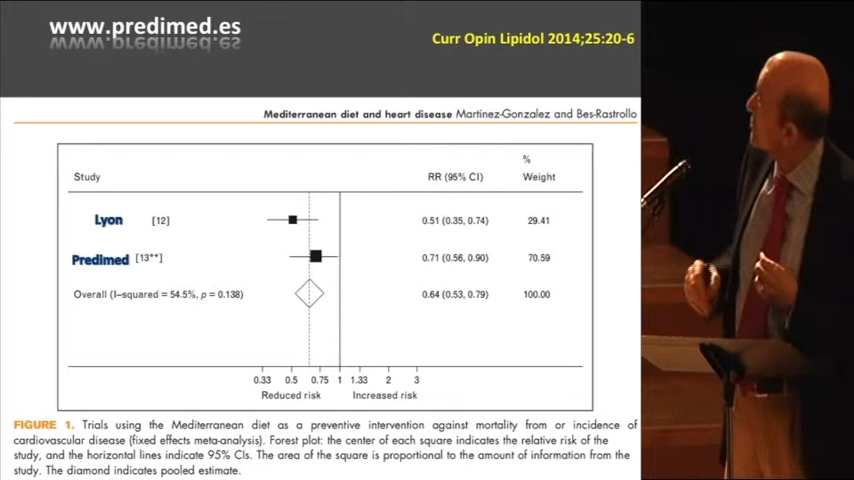 www.predimed.es
Curr Opin Lipidol 2014;25:20-6
Mediterranean diet and heart disease Martinez-Gonzalez and Bes-Rastrollo
%
Study RR (95% CI) Weight
Lyon [12] 0.51 (0.35, 0.74) 29.41
Predimed [13**] 0.71 (0.56, 0.90) 70.59
Overall (I-squared = 54.5%, p = 0.138) 0.64 (0.53, 0.79) 100.00
0.33 0.5 0.75 1 1.33 2 3
Reduced risk Increased risk
FIGURE 1. Trials using the Mediterranean diet as a preventive intervention against mortality from or incidence of
cardiovascular disease (fixed effects meta-analysis). Forest plot: the center of each square indicates the relative risk of the
study, and the horizontal lines indicate 95% CIs. The area of the square is proportional to the amount of information from the
study. The diamond indicates pooled estimate.